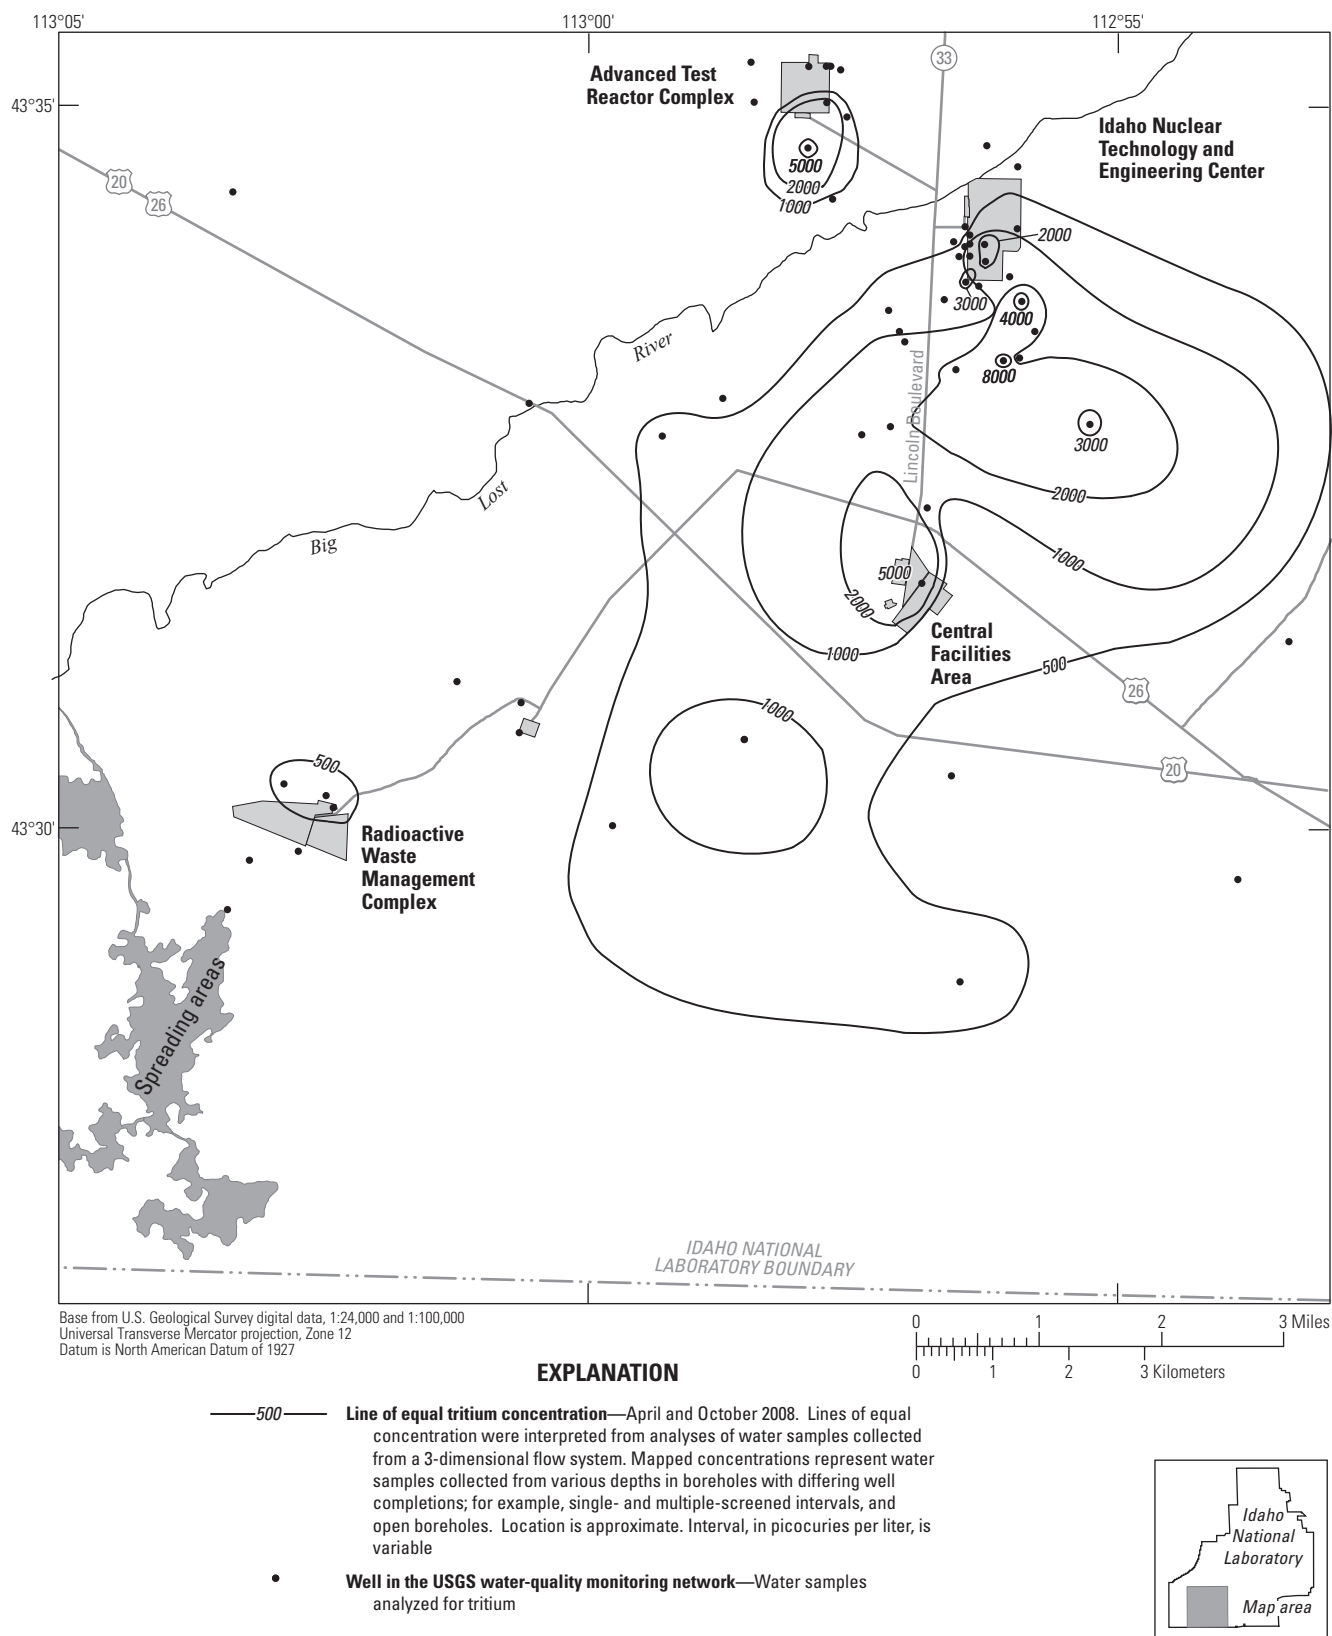 113°05'
113°00'
112°55'
33
Advanced Test
Reactor Complex
43°35'
Idaho Nuclear
Technology and
Engineering Center
5000
2000
1000
20
26
2000
3000
4000
River
8000
Lincoln Boulevard
3000
2000
Lost
Big
1000
5000
2000
Central
Facilities
Area
1000
500
26
1000
20
500
43°30'
Radioactive
Waste
Management
Complex
Spreading areas
IDAHO NATIONAL
LABORATORY BOUNDARY
Base from U.S. Geological Survey digital data, 1:24,000 and 1:100,000
Universal Transverse Mercator projection, Zone 12
Datum is North American Datum of 1927
0 1 2 3 Miles
0 1 2 3 Kilometers
EXPLANATION
500 Line of equal tritium concentration—April and October 2008. Lines of equal
concentration were interpreted from analyses of water samples collected
from a 3-dimensional flow system. Mapped concentrations represent water
samples collected from various depths in boreholes with differing well
completions; for example, single- and multiple-screened intervals, and
open boreholes. Location is approximate. Interval, in picocuries per liter, is
variable
Well in the USGS water-quality monitoring network—Water samples
analyzed for tritium
Idaho
National
Laboratory
Map area